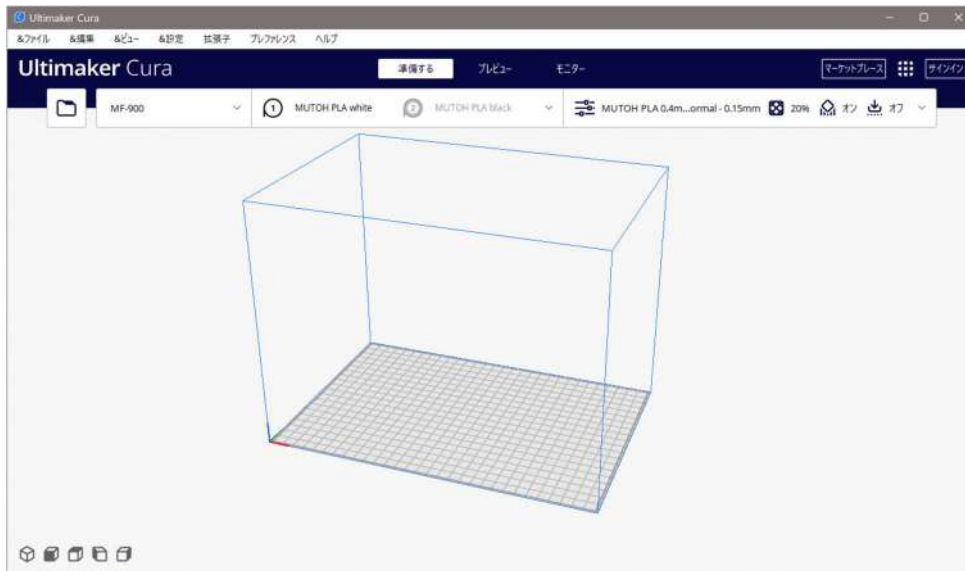 Ultimaker Cura
&ファイル &編集 &ビュー &設定 拡張子 プレファレンス ヘルプ
Ultimaker Cura 準備する プレビュー モニター マーケットプレース サインイン
MF-900 1 MUTOH PLA white 2 MUTOH PLA black MUTOH PLA 0.4m...ormal - 0.15mm 20% オン オフ